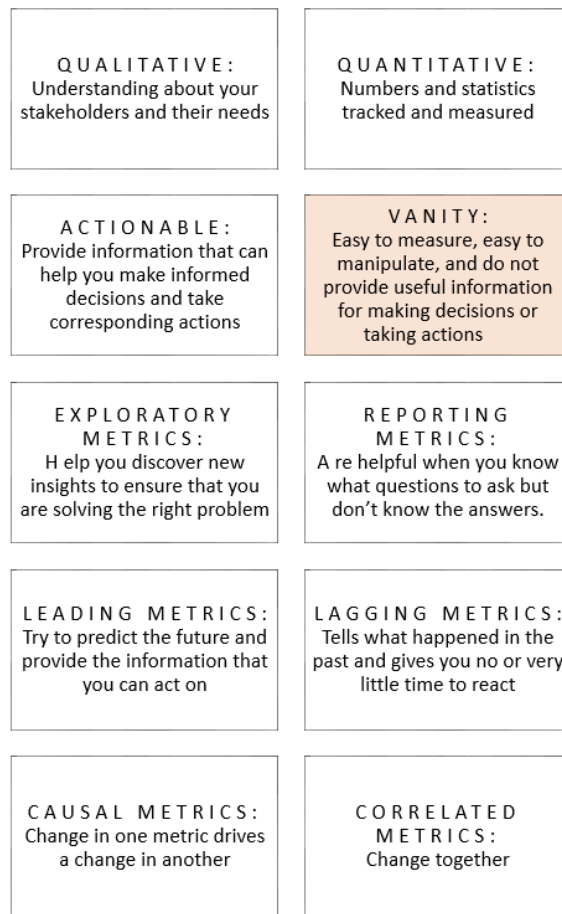 QUALITATIVE:
Understanding about your
stakeholders and their needs
QUANTITATIVE:
Numbers and statistics
tracked and measured
ACTIONABLE:
Provide information that can
help you make informed
decisions and take
corresponding actions
VANITY:
Easy to measure, easy to
manipulate, and do not
provide useful information
for making decisions or
taking actions
EXPLORATORY
METRICS:
H elp you discover new
insights to ensure that you
are solving the right problem
REPORTING
METRICS:
A re helpful when you know
what questions to ask but
don’t know the answers.
LEADING METRICS:
Try to predict the future and
provide the information that
you can act on
LAGGING METRICS:
Tells what happened in the
past and gives you no or very
little time to react
CAUSAL METRICS:
Change in one metric drives
a change in another
CORRELATED
METRICS:
Change together